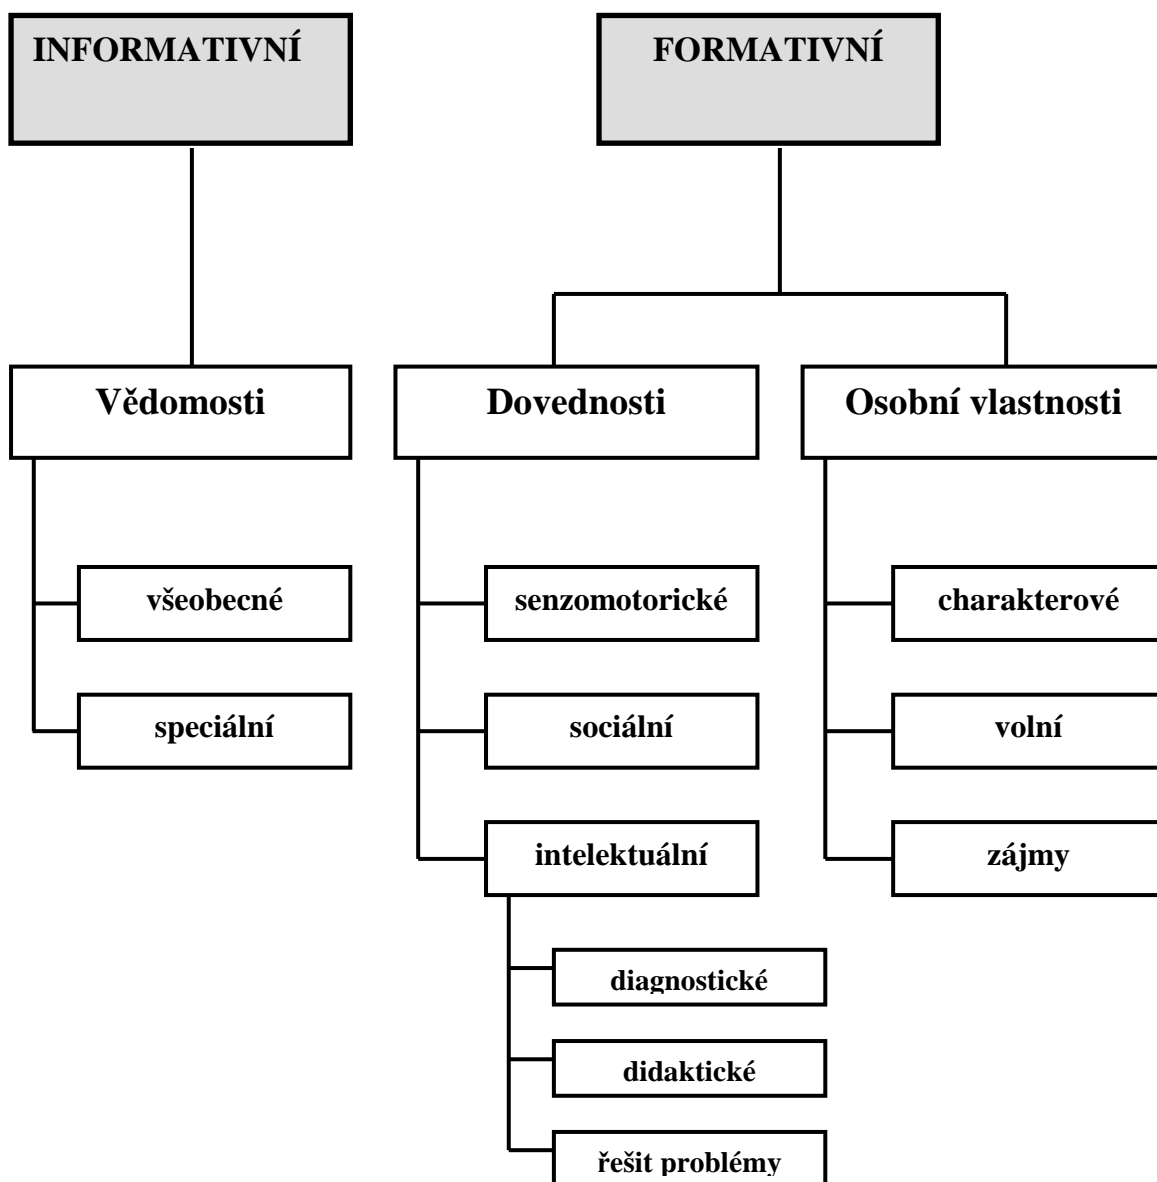 INFORMATIVNÍ
FORMATIVNÍ
Vědomosti
Dovednosti
Osobní vlastnosti
všeobecné
senzomotorické
charakterové
speciální
sociální
volní
intelektuální
zájmy
diagnostické
didaktické
řešit problémy